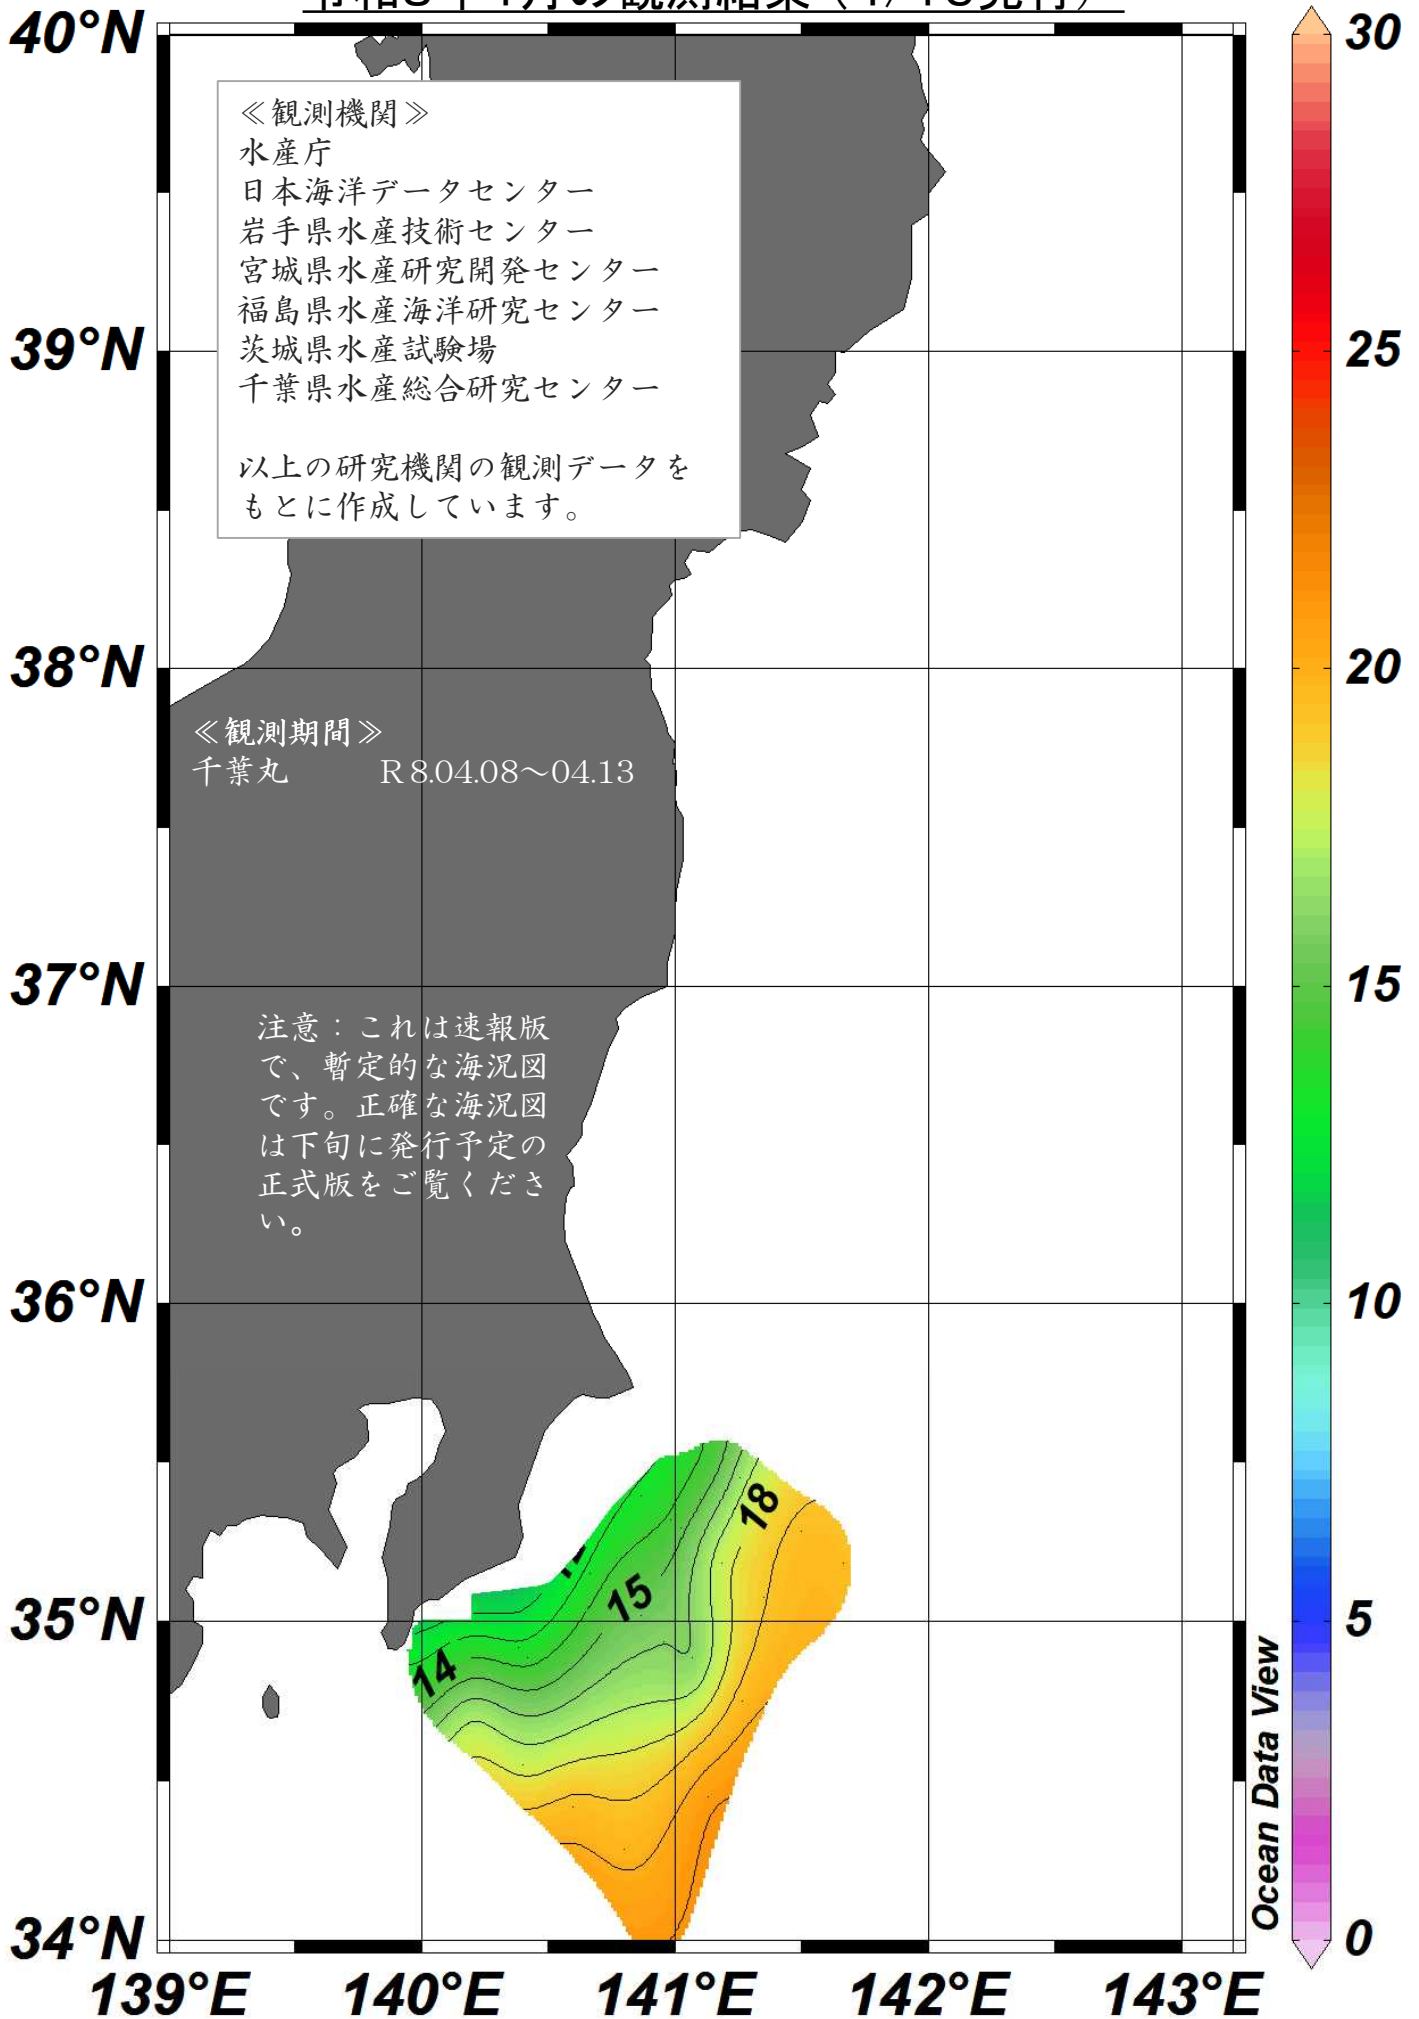 40°N
39°N
38°N
37°N
36°N
35°N
34°N
139°E
140°E
141°E
142°E
143°E
≪観測機関≫
水産庁
日本海洋データセンター
岩手県水産技術センター
宮城県水産研究開発センター
福島県水産海洋研究センター
茨城県水産試験場
千葉県水産総合研究センター
以上の研究機関の観測データを
もとに作成しています。
≪観測期間≫
千葉丸 R8.04.08～04.13
注意：これは速報版
で、暫定的な海況図
です。正確な海況図
は下旬に発行予定の
正式版をご覧くださ
い。
18
15
14
30
25
20
15
10
5
0
Ocean Data View